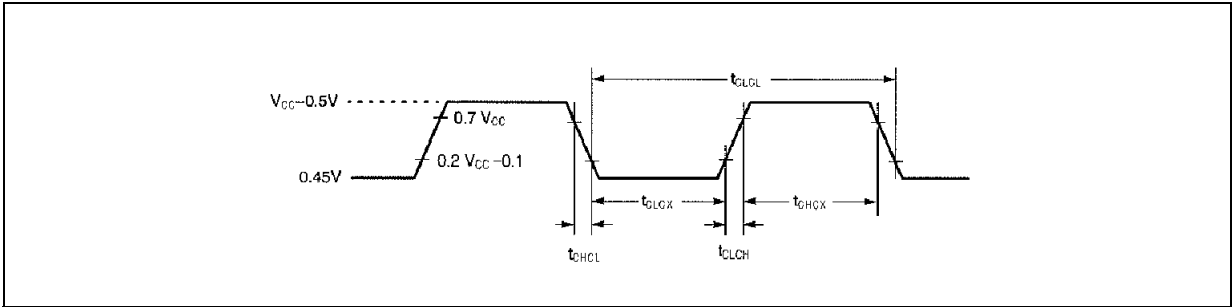 tCLCL
VCC−0.5V
0.7 VCC
0.2 VCC −0.1
0.45V
tCLCX
tCHCX
tCHCL
tCLCH